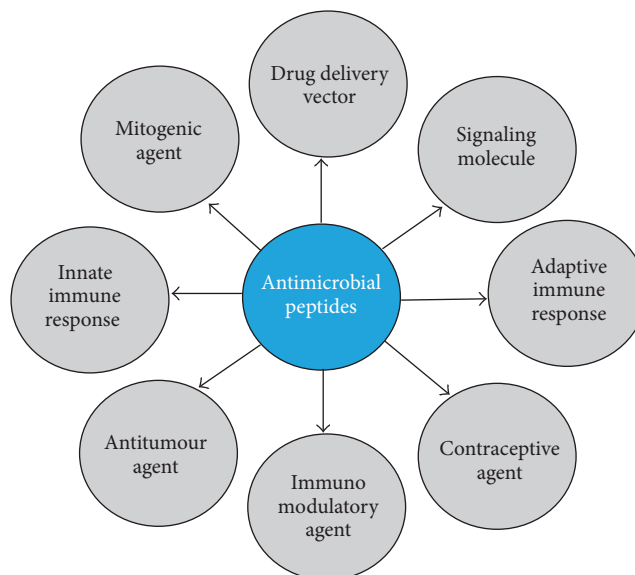 Drug delivery
vector
Mitogenic
agent
Signaling
molecule
Innate
immune
response
Antimicrobial
peptides
Adaptive
immune
response
Antitumour
agent
Immuno
modulatory
agent
Contraceptive
agent